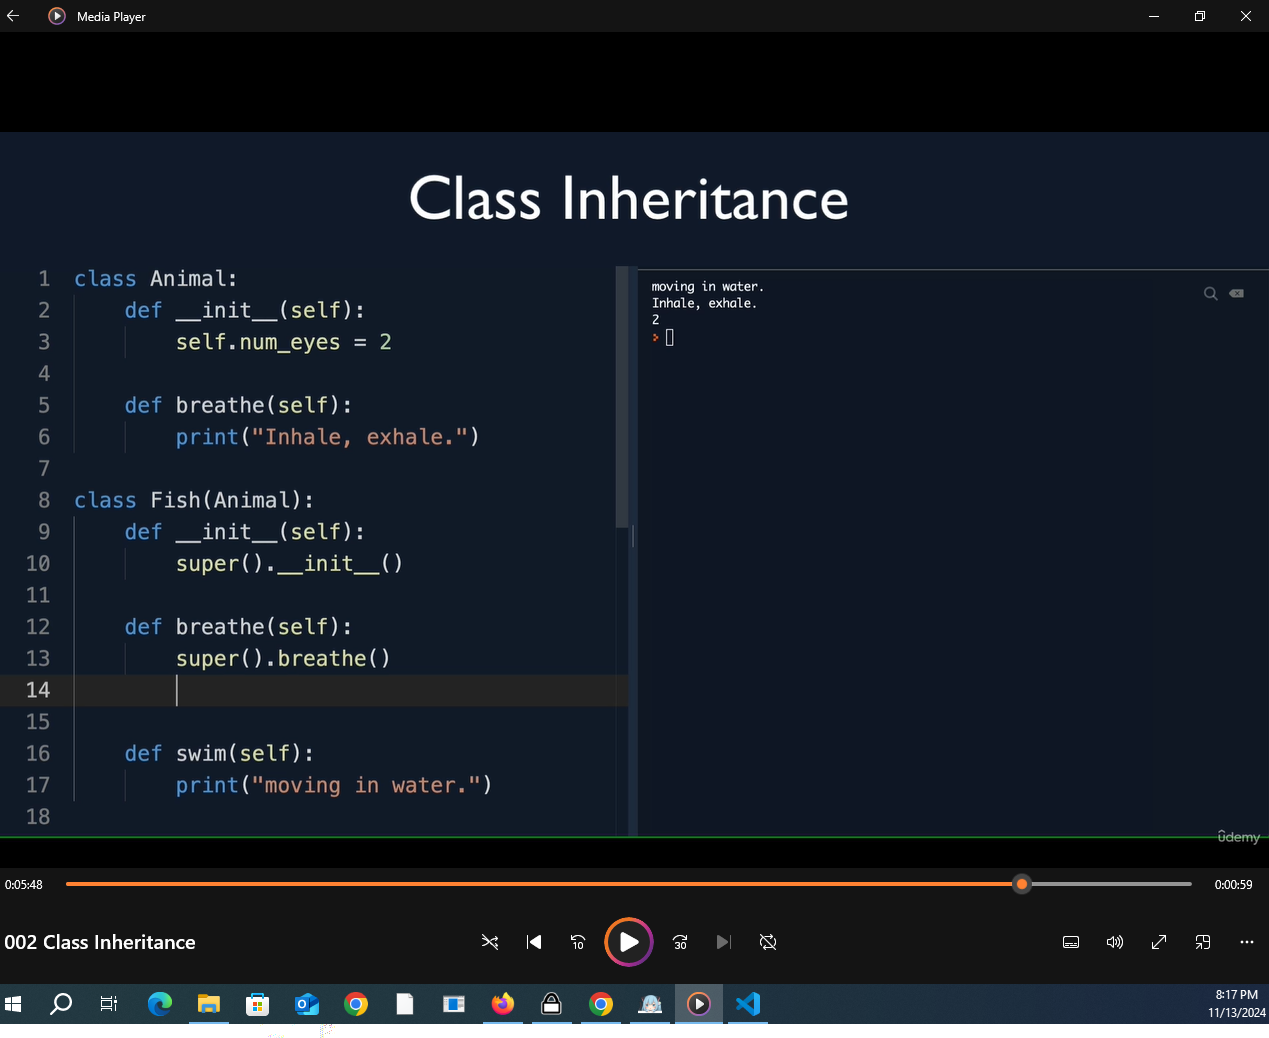 Media Player
Class Inheritance
1 class Animal:
2     def __init__(self):
3         self.num_eyes = 2
4
5     def breathe(self):
6         print("Inhale, exhale.")
7
8 class Fish(Animal):
9     def __init__(self):
10         super().__init__()
11
12     def breathe(self):
13         super().breathe()
14
15
16     def swim(self):
17         print("moving in water.")
18
moving in water.
Inhale, exhale.
2
ûdemy
0:05:48
0:00:59
002 Class Inheritance
10
30
8:17 PM
11/13/2024